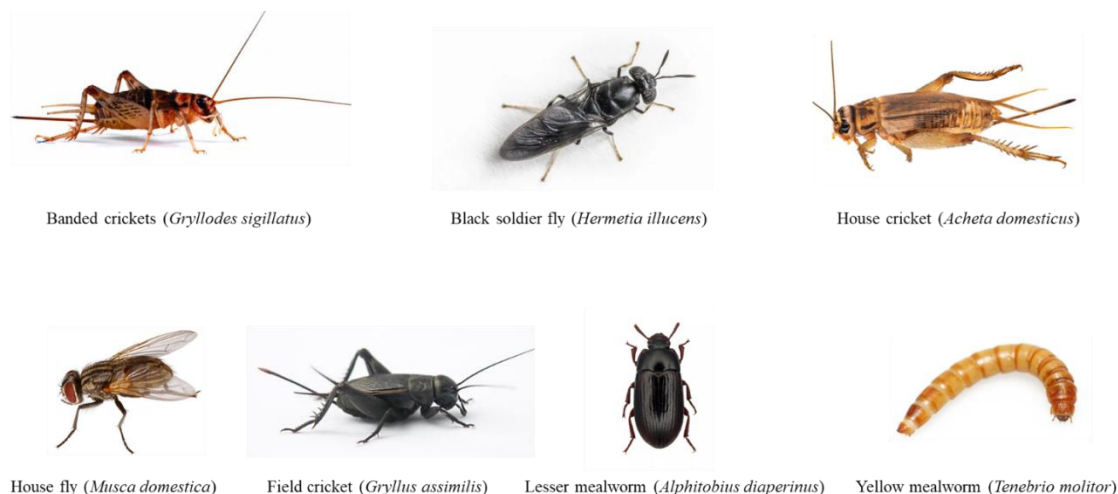 Banded crickets (Gryllodes sigillatus)
Black soldier fly (Hermetia illucens)
House cricket (Acheta domesticus)
House fly (Musca domestica)
Field cricket (Gryllus assimilis)
Lesser mealworm (Alphitobius diaperinus)
Yellow mealworm (Tenebrio molitor)